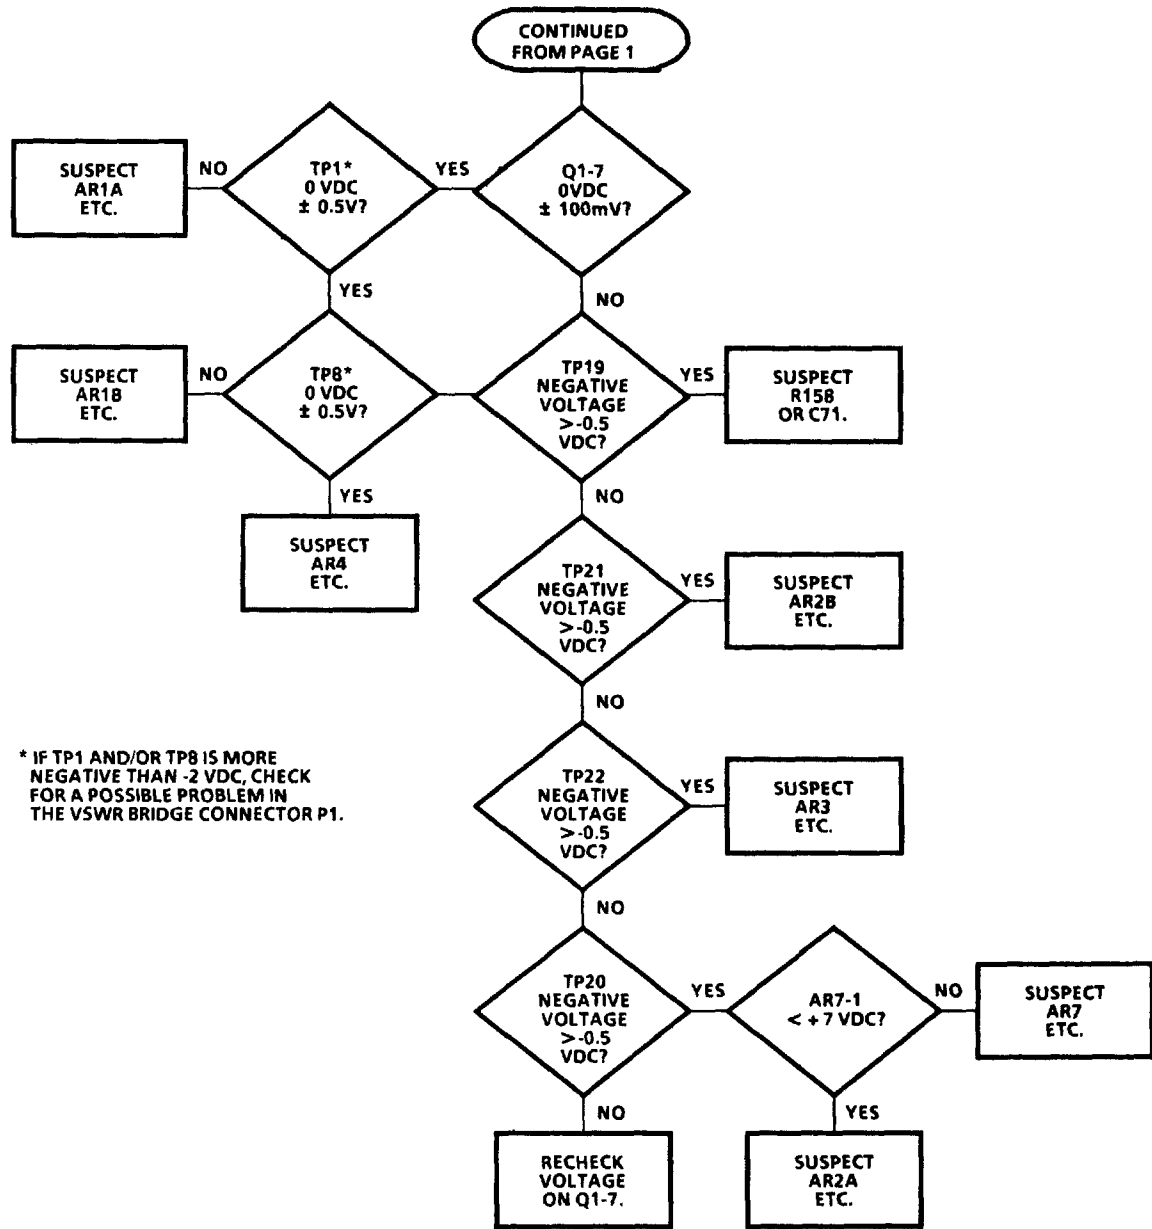 CONTINUED
FROM PAGE 1
SUSPECT
AR1A
ETC.
NO
TP1*
0 VDC
± 0.5V?
YES
Q1-7
0VDC
± 100mV?
YES
NO
SUSPECT
AR1B
ETC.
NO
TP8*
0 VDC
± 0.5V?
TP19
NEGATIVE
VOLTAGE
>-0.5
VDC?
YES
SUSPECT
R158
OR C71.
YES
NO
SUSPECT
AR4
ETC.
TP21
NEGATIVE
VOLTAGE
>-0.5
VDC?
YES
SUSPECT
AR2B
ETC.
NO
* IF TP1 AND/OR TP8 IS MORE
NEGATIVE THAN -2 VDC, CHECK
FOR A POSSIBLE PROBLEM IN
THE VSWR BRIDGE CONNECTOR P1.
TP22
NEGATIVE
VOLTAGE
>-0.5
VDC?
YES
SUSPECT
AR3
ETC.
NO
TP20
NEGATIVE
VOLTAGE
>-0.5
VDC?
YES
AR7-1
< +7 VDC?
NO
SUSPECT
AR7
ETC.
NO
YES
RECHECK
VOLTAGE
ON Q1-7.
SUSPECT
AR2A
ETC.